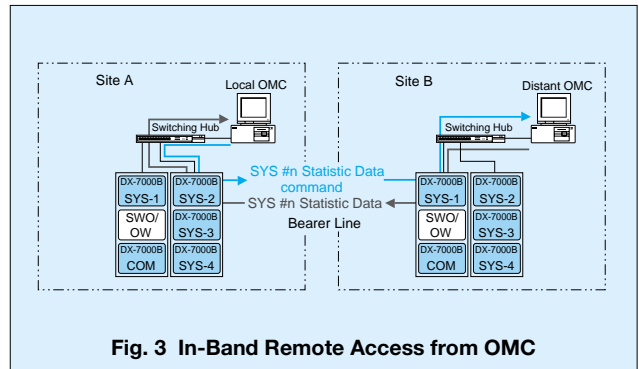 Site A
Local OMC
Switching Hub
DX-7000B
SYS-1
DX-7000B
SYS-2
SWO/
OW
DX-7000B
SYS-3
DX-7000B
COM
DX-7000B
SYS-4
SYS #n Statistic Data
command
SYS #n Statistic Data
Bearer Line
Site B
Distant OMC
Switching Hub
DX-7000B
SYS-1
DX-7000B
SYS-2
SWO/
OW
DX-7000B
SYS-3
DX-7000B
COM
DX-7000B
SYS-4
Fig. 3 In-Band Remote Access from OMC